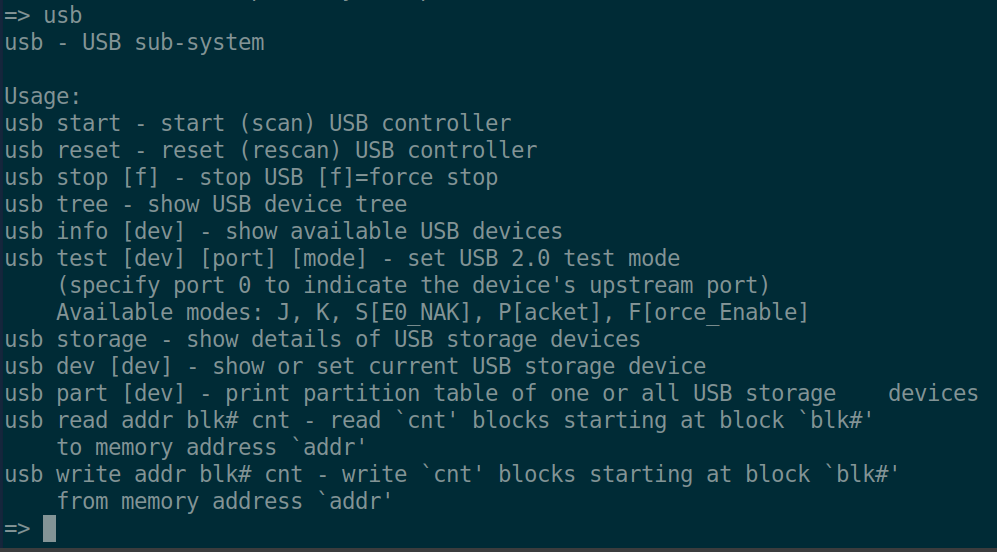 => usb
usb - USB sub-system

Usage:
usb start - start (scan) USB controller
usb reset - reset (rescan) USB controller
usb stop [f] - stop USB [f]=force stop
usb tree - show USB device tree
usb info [dev] - show available USB devices
usb test [dev] [port] [mode] - set USB 2.0 test mode
    (specify port 0 to indicate the device's upstream port)
    Available modes: J, K, S[E0_NAK], P[acket], F[orce_Enable]
usb storage - show details of USB storage devices
usb dev [dev] - show or set current USB storage device
usb part [dev] - print partition table of one or all USB storage    devices
usb read addr blk# cnt - read `cnt' blocks starting at block `blk#'
    to memory address `addr'
usb write addr blk# cnt - write `cnt' blocks starting at block `blk#'
    from memory address `addr'
=>